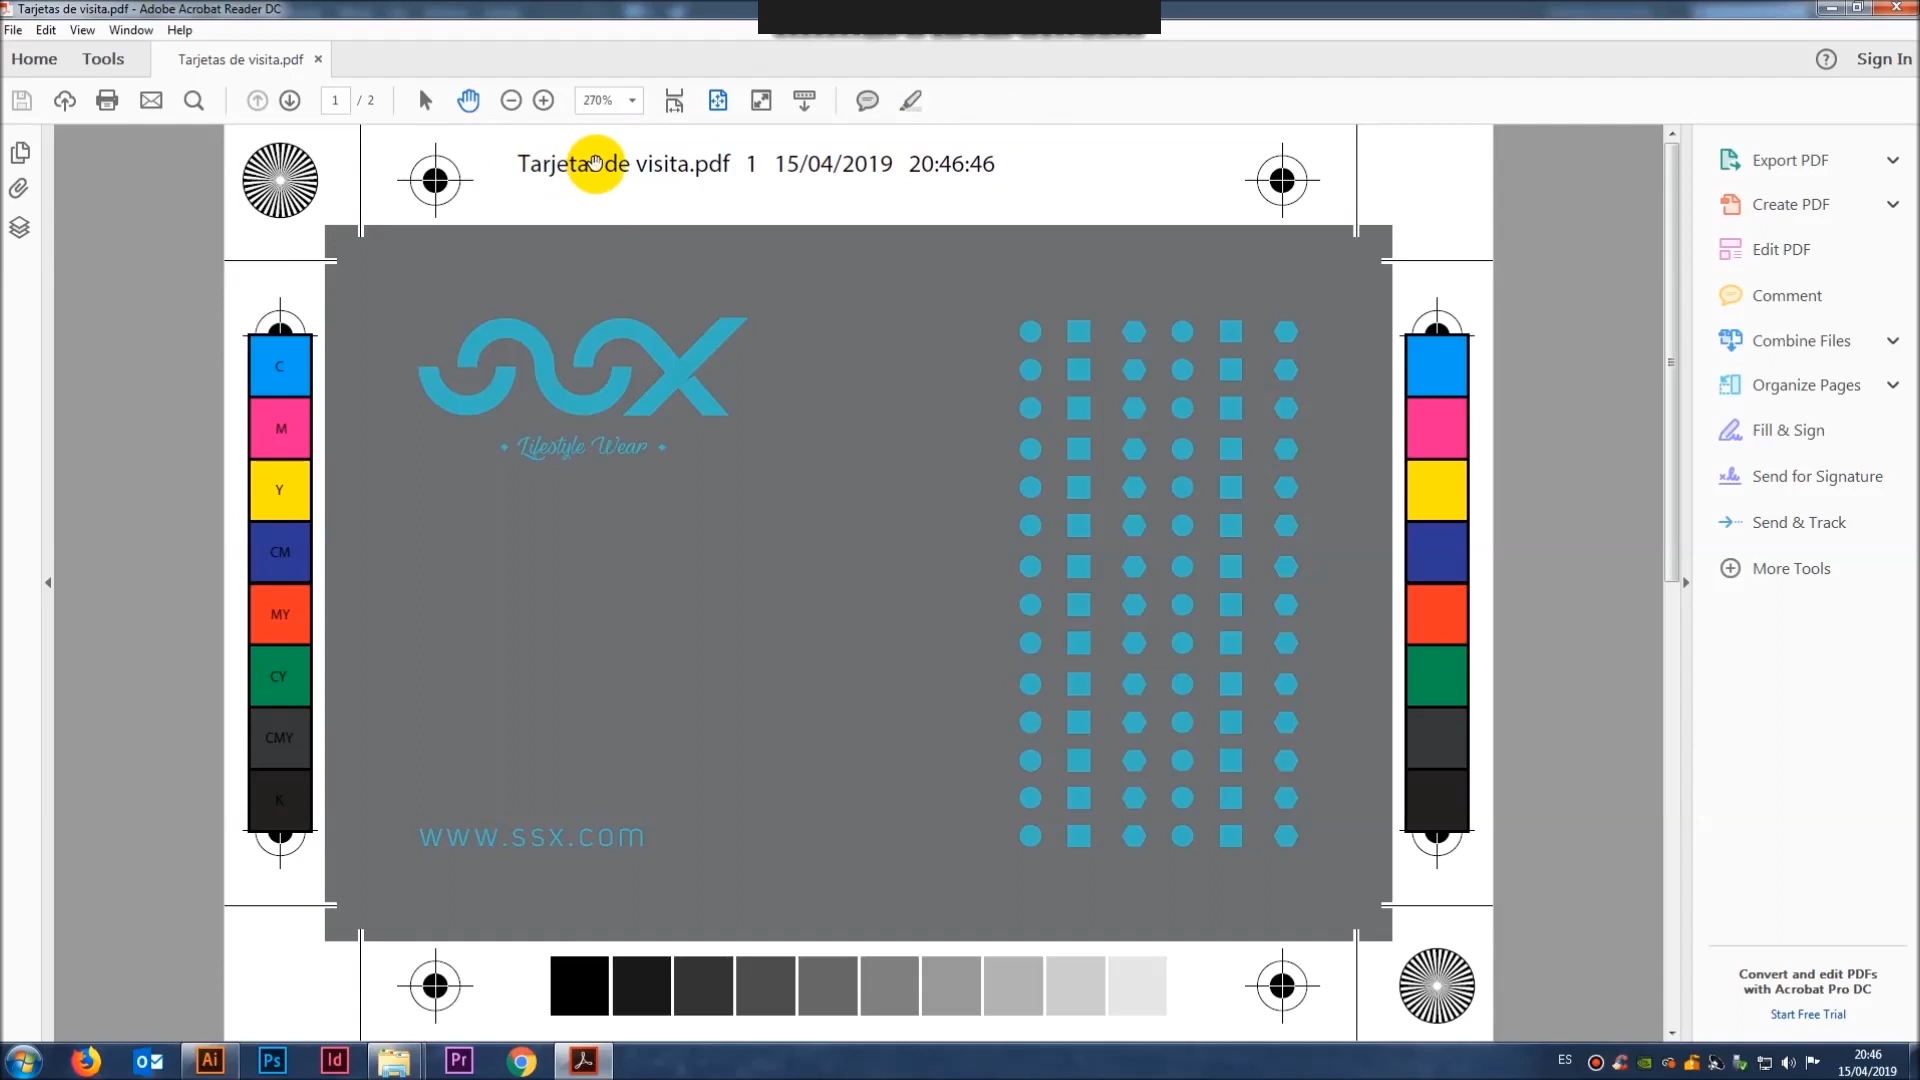 Tarjetas de visita.pdf - Adobe Acrobat Reader DC
File Edit View Window Help
Home Tools Tarjetas de visita.pdf × Sign In
1 / 2 270%
Tarjetas de visita.pdf 1 15/04/2019 20:46:46
Export PDF
Create PDF
Edit PDF
Comment
Combine Files
Organize Pages
Fill & Sign
Send for Signature
Send & Track
More Tools
C
M
Y
CM
MY
CY
CMY
K
SSX
Lifestyle Wear
www.ssx.com
Convert and edit PDFs
with Acrobat Pro DC
Start Free Trial
Ai Ps Id Pr
ES
20:46
15/04/2019